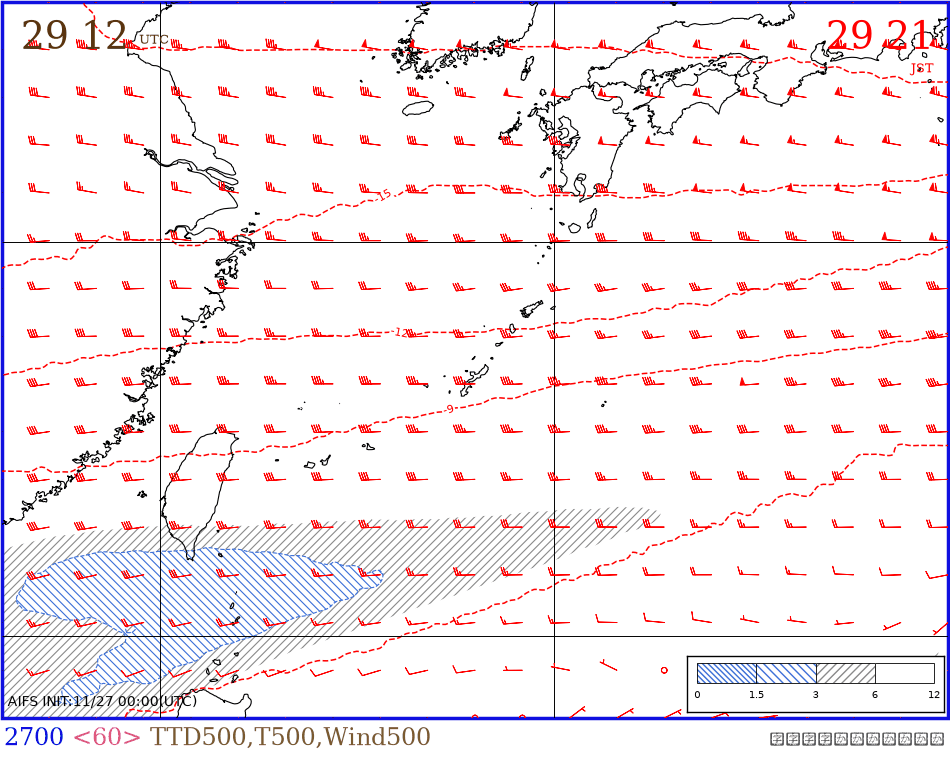 29 12 UTC
29 21 JST
-15
-12
-9
AIFS INIT:11/27 00:00(UTC)
0 1.5 3 6 12
2700 <60> TTD500,T500,Wind500